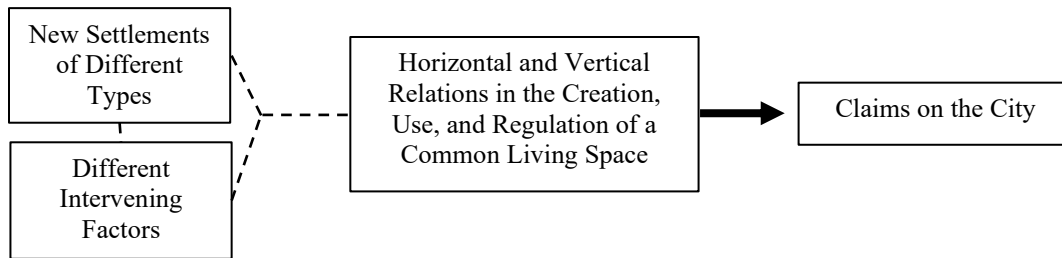 New Settlements
of Different
Types
Different
Intervening
Factors
Horizontal and Vertical
Relations in the Creation,
Use, and Regulation of a
Common Living Space
Claims on the City